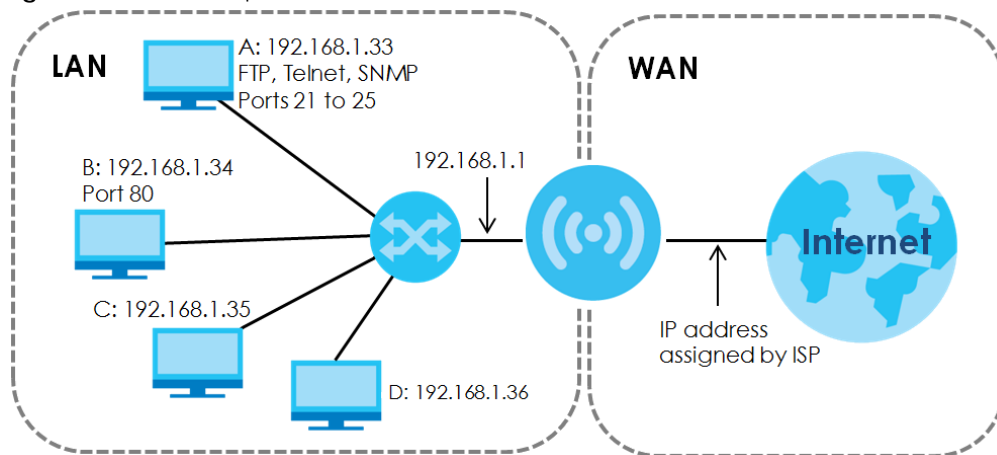 LAN
A: 192.168.1.33
FTP, Telnet, SNMP
Ports 21 to 25
B: 192.168.1.34
Port 80
C: 192.168.1.35
D: 192.168.1.36
192.168.1.1
WAN
Internet
IP address
assigned by ISP